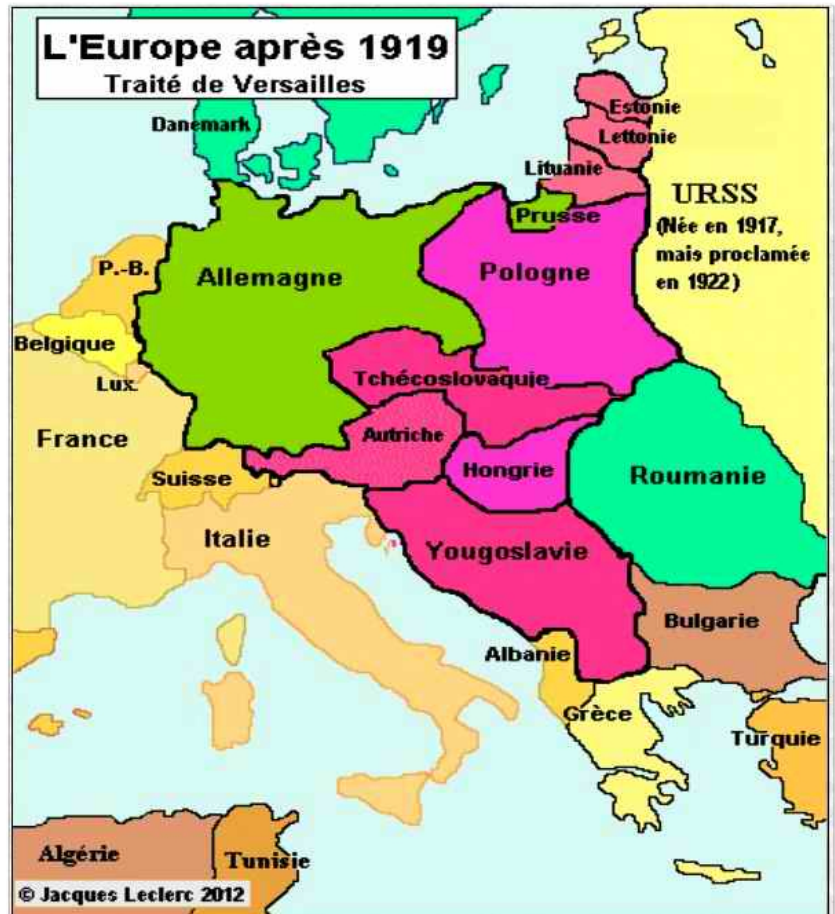 L'Europe après 1919
Traité de Versailles
Danemark
Estonie
Lettonie
Lituanie
URSS
(Née en 1917,
mais proclamée
en 1922)
Prusse
P.-B.
Allemagne
Pologne
Belgique
Lux.
Tchécoslovaquie
France
Autriche
Suisse
Hongrie
Roumanie
Italie
Yougoslavie
Bulgarie
Albanie
Grèce
Turquie
Algérie
Tunisie
© Jacques Leclerc 2012